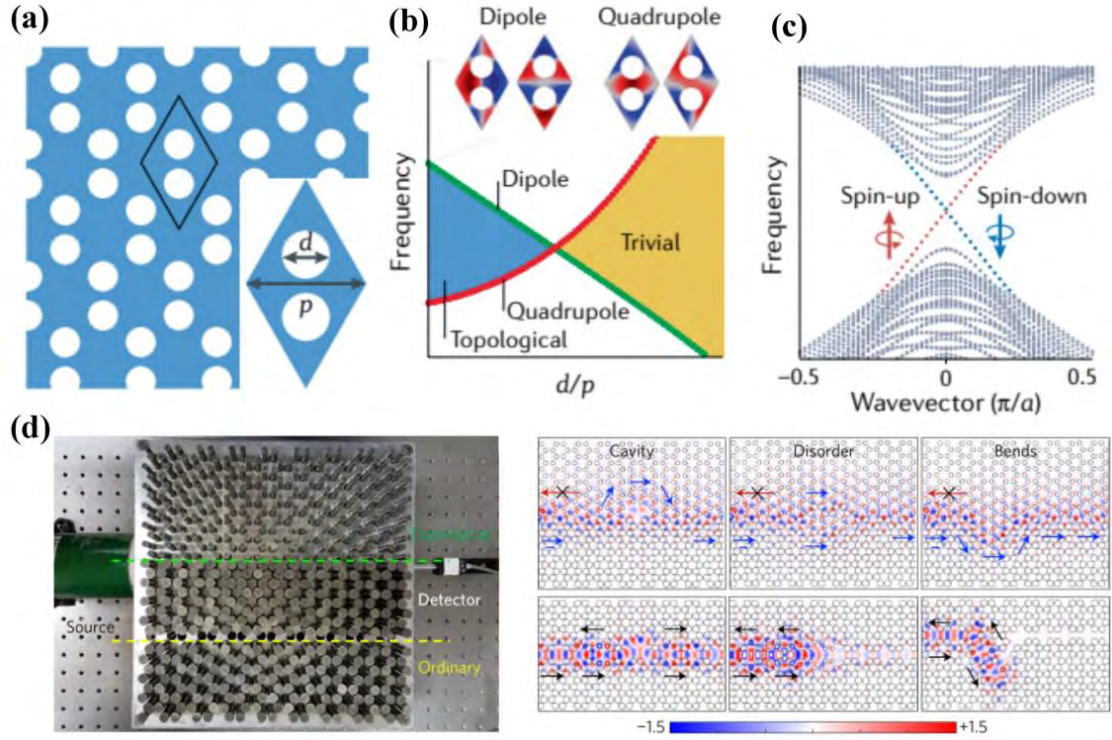 (a)
d
p
(b)
Dipole
Quadrupole
Frequency
Dipole
Trivial
Quadrupole
Topological
d/p
(c)
Frequency
Spin-up
Spin-down
−0.5
0
0.5
Wavevector (π/a)
(d)
Topological
Detector
Source
Ordinary
Cavity
Disorder
Bends
−1.5
+1.5